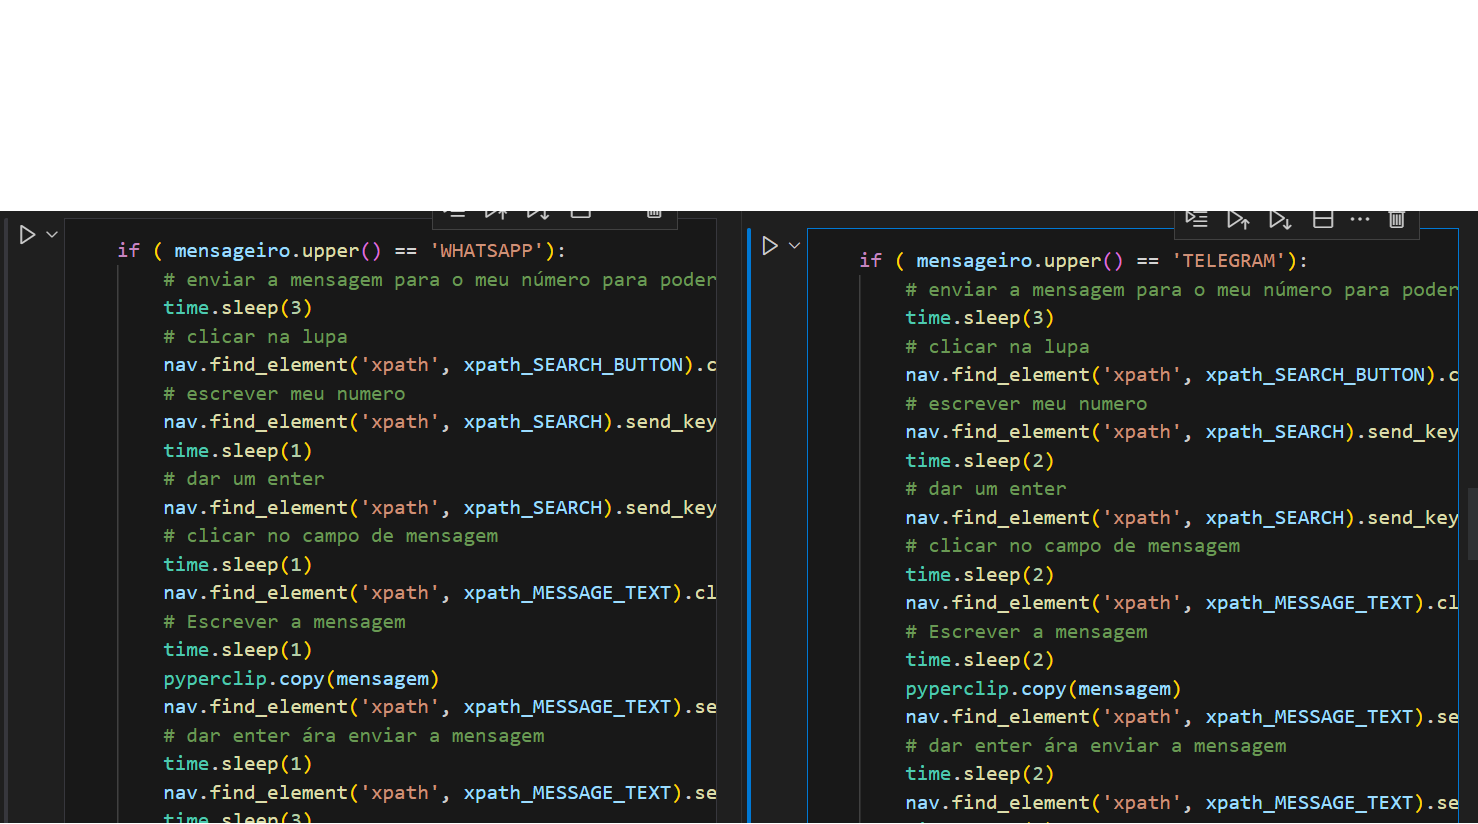 if ( mensageiro.upper() == 'WHATSAPP'):
# enviar a mensagem para o meu número para poder
time.sleep(3)
# clicar na lupa
nav.find_element('xpath', xpath_SEARCH_BUTTON).c
# escrever meu numero
nav.find_element('xpath', xpath_SEARCH).send_key
time.sleep(1)
# dar um enter
nav.find_element('xpath', xpath_SEARCH).send_key
# clicar no campo de mensagem
time.sleep(1)
nav.find_element('xpath', xpath_MESSAGE_TEXT).cl
# Escrever a mensagem
time.sleep(1)
pyperclip.copy(mensagem)
nav.find_element('xpath', xpath_MESSAGE_TEXT).se
# dar enter ára enviar a mensagem
time.sleep(1)
nav.find_element('xpath', xpath_MESSAGE_TEXT).se
time.sleep(3)
if ( mensageiro.upper() == 'TELEGRAM'):
# enviar a mensagem para o meu número para poder
time.sleep(3)
# clicar na lupa
nav.find_element('xpath', xpath_SEARCH_BUTTON).c
# escrever meu numero
nav.find_element('xpath', xpath_SEARCH).send_key
time.sleep(2)
# dar um enter
nav.find_element('xpath', xpath_SEARCH).send_key
# clicar no campo de mensagem
time.sleep(2)
nav.find_element('xpath', xpath_MESSAGE_TEXT).cl
# Escrever a mensagem
time.sleep(2)
pyperclip.copy(mensagem)
nav.find_element('xpath', xpath_MESSAGE_TEXT).se
# dar enter ára enviar a mensagem
time.sleep(2)
nav.find_element('xpath', xpath_MESSAGE_TEXT).se